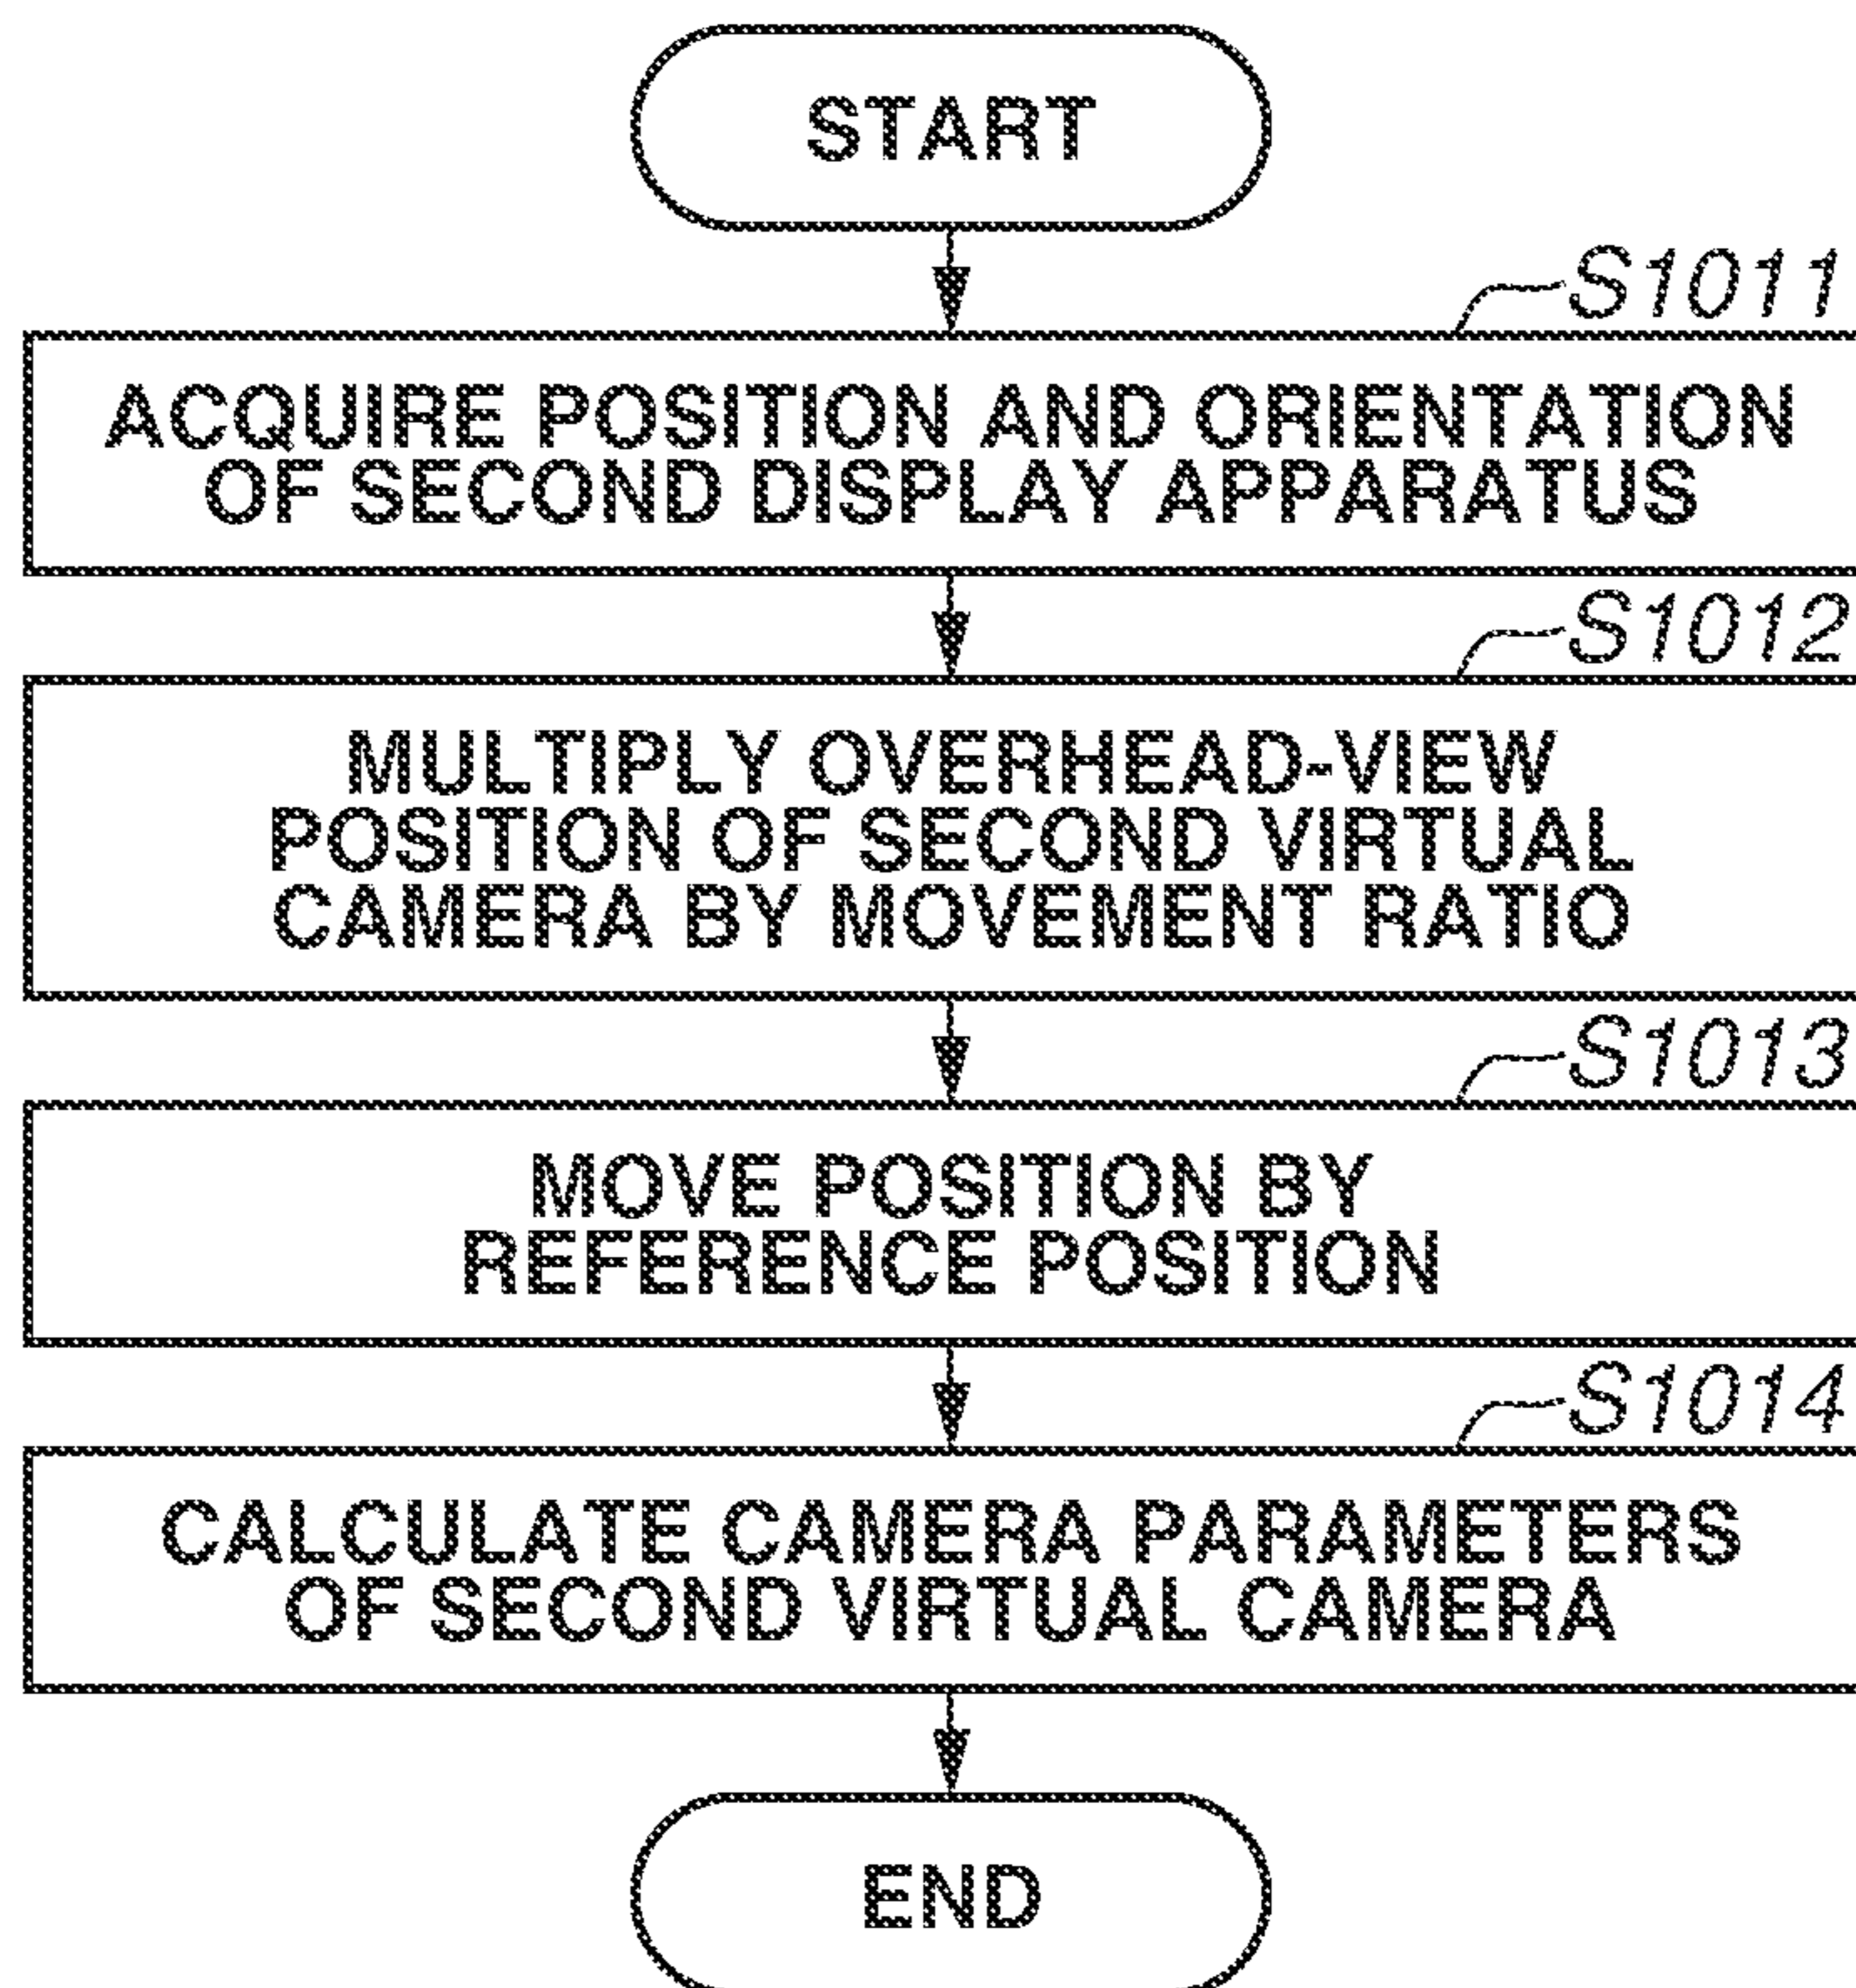 START
S1011
ACQUIRE POSITION AND ORIENTATION
OF SECOND DISPLAY APPARATUS
S1012
MULTIPLY OVERHEAD-VIEW
POSITION OF SECOND VIRTUAL
CAMERA BY MOVEMENT RATIO
S1013
MOVE POSITION BY
REFERENCE POSITION
S1014
CALCULATE CAMERA PARAMETERS
OF SECOND VIRTUAL CAMERA
END